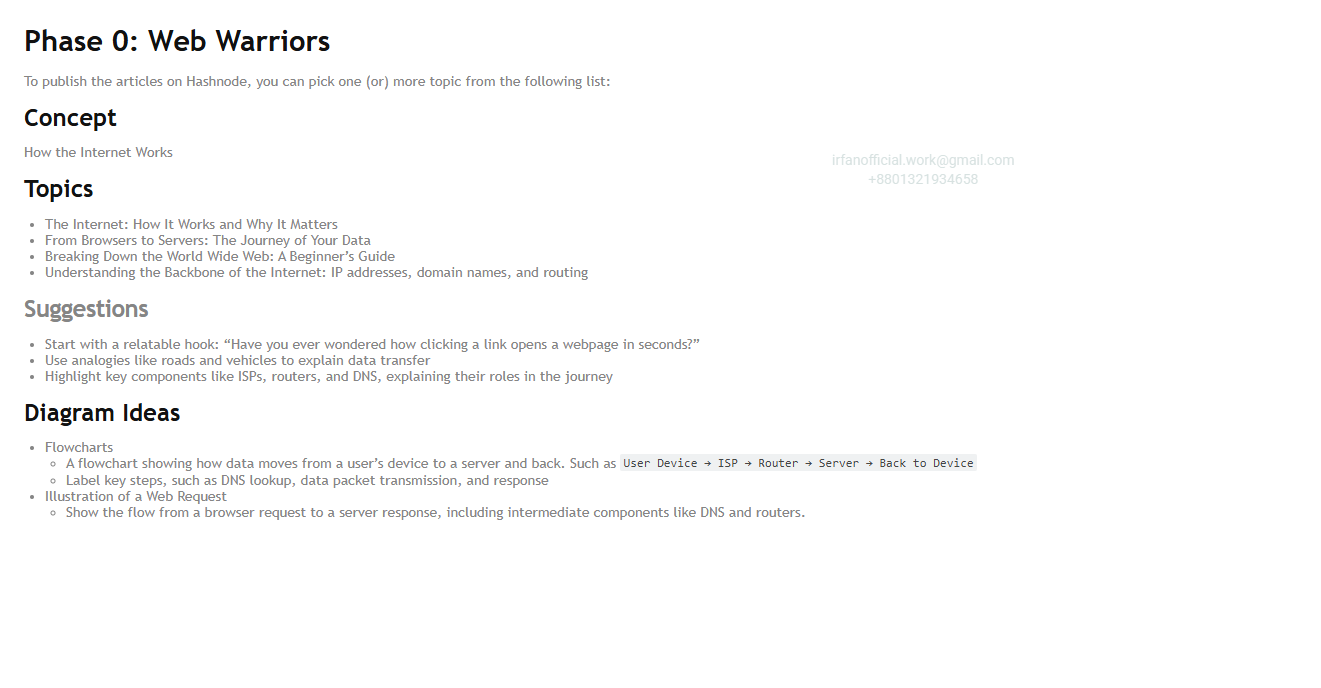 Phase 0: Web Warriors
To publish the articles on Hashnode, you can pick one (or) more topic from the following list:
Concept
How the Internet Works
irfanofficial.work@gmail.com
+8801321934658
Topics
• The Internet: How It Works and Why It Matters
• From Browsers to Servers: The Journey of Your Data
• Breaking Down the World Wide Web: A Beginner’s Guide
• Understanding the Backbone of the Internet: IP addresses, domain names, and routing
Suggestions
• Start with a relatable hook: “Have you ever wondered how clicking a link opens a webpage in seconds?”
• Use analogies like roads and vehicles to explain data transfer
• Highlight key components like ISPs, routers, and DNS, explaining their roles in the journey
Diagram Ideas
• Flowcharts
◦ A flowchart showing how data moves from a user’s device to a server and back. Such as User Device → ISP → Router → Server → Back to Device
◦ Label key steps, such as DNS lookup, data packet transmission, and response
• Illustration of a Web Request
◦ Show the flow from a browser request to a server response, including intermediate components like DNS and routers.